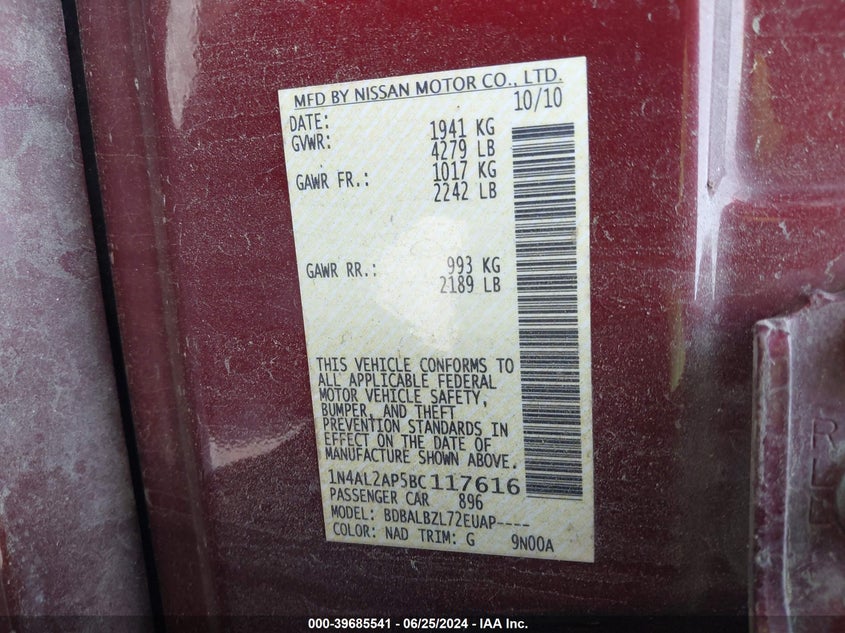 MFD BY NISSAN MOTOR CO., LTD.
DATE: 10/10
GVWR: 1941 KG
4279 LB
GAWR FR.: 1017 KG
2242 LB
GAWR RR.: 993 KG
2189 LB
THIS VEHICLE CONFORMS TO
ALL APPLICABLE FEDERAL
MOTOR VEHICLE SAFETY,
BUMPER, AND THEFT
PREVENTION STANDARDS IN
EFFECT ON THE DATE OF
MANUFACTURE SHOWN ABOVE.
1N4AL2AP5BC117616
PASSENGER CAR 896
MODEL: BDBALBZL72EUAP----
COLOR: NAD TRIM: G 9N00A
000-39685541 - 06/25/2024 - IAA Inc.